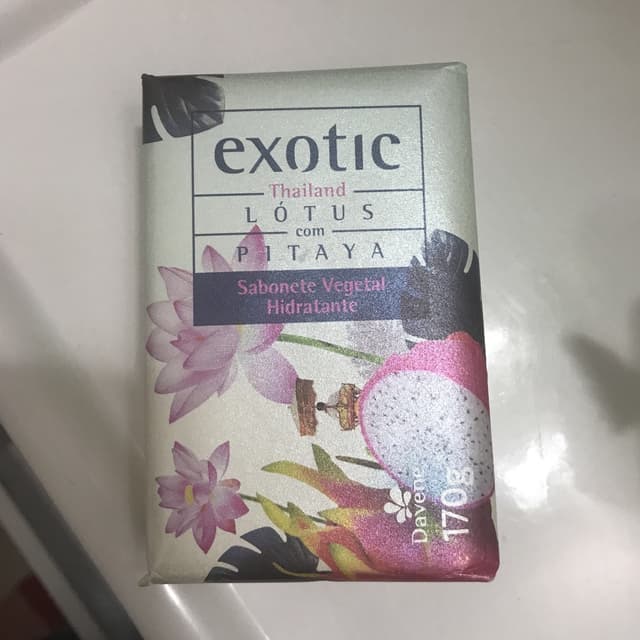 exotic
Thailand
LÓTUS
com
PITAYA
Sabonete Vegetal
Hidratante
Davene
170g